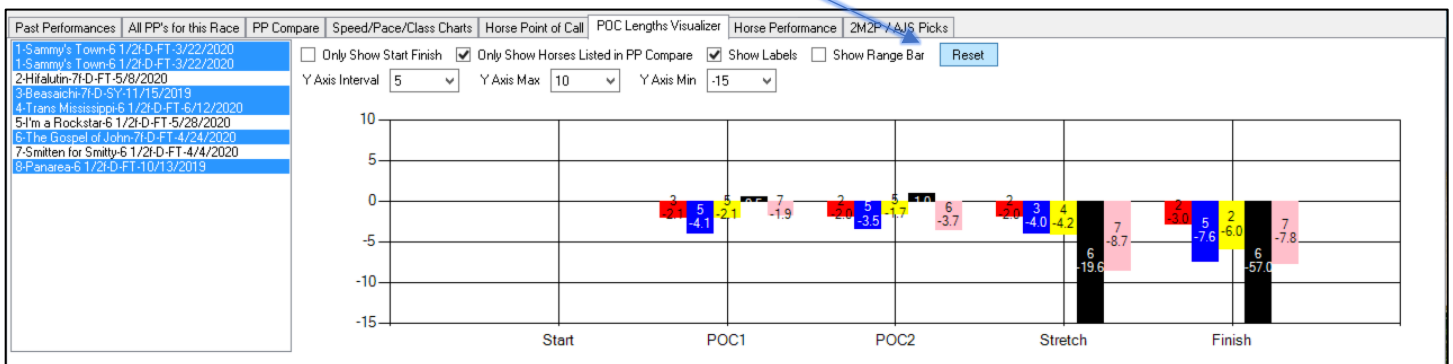 Past Performances All PP's for this Race PP Compare Speed/Pace/Class Charts Horse Point of Call POC Lengths Visualizer Horse Performance 2M2P / AJS Picks
1-Sammy's Town-6 1/2f-D-FT-3/22/2020
1-Sammy's Town-6 1/2f-D-FT-3/22/2020
2-Hifalutin-7f-D-FT-5/8/2020
3-Beasaichi-7f-D-SY-11/15/2019
4-Trans Mississippi-6 1/2f-D-FT-6/12/2020
5-I'm a Rockstar-6 1/2f-D-FT-5/28/2020
6-The Gospel of John-7f-D-FT-4/24/2020
7-Smitten for Smitty-6 1/2f-D-FT-4/4/2020
8-Panarea-6 1/2f-D-FT-10/13/2019
Only Show Start Finish Only Show Horses Listed in PP Compare Show Labels Show Range Bar Reset
Y Axis Interval 5 Y Axis Max 10 Y Axis Min -15
10
5
0
-5
-10
-15
3 -2.1
5 -4.1
5 -2.1
7 -1.9
2 -2.0
5 -3.5
5 -1.7
1.0
6 -3.7
2 -2.0
3 -4.0
4 -4.2
6 -19.6
7 -8.7
2 -3.0
5 -7.6
2 -6.0
6 -57.0
7 -7.8
Start POC1 POC2 Stretch Finish